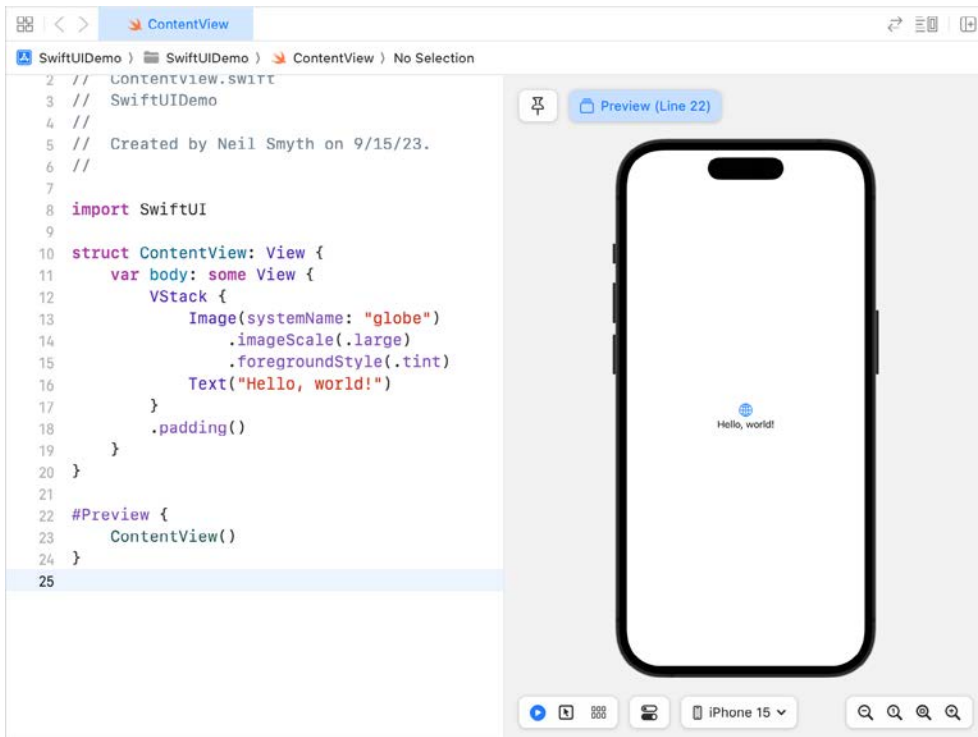 ContentView
SwiftUIDemo 〉 SwiftUIDemo 〉 ContentView 〉 No Selection
2 // ContentView.swift
3 // SwiftUIDemo
4 //
5 // Created by Neil Smyth on 9/15/23.
6 //
7
8 import SwiftUI
9
10 struct ContentView: View {
11 var body: some View {
12 VStack {
13 Image(systemName: "globe")
14 .imageScale(.large)
15 .foregroundStyle(.tint)
16 Text("Hello, world!")
17 }
18 .padding()
19 }
20 }
21
22 #Preview {
23 ContentView()
24 }
25
Preview (Line 22)
Hello, world!
iPhone 15